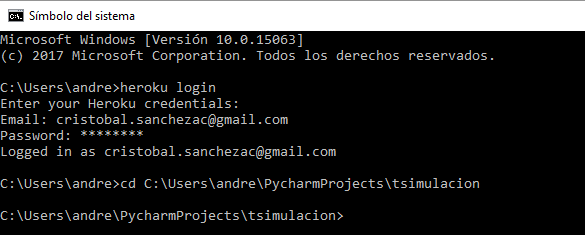 Símbolo del sistema
Microsoft Windows [Versión 10.0.15063]
(c) 2017 Microsoft Corporation. Todos los derechos reservados.
C:\Users\andre>heroku login
Enter your Heroku credentials:
Email: cristobal.sanchezac@gmail.com
Password: ********
Logged in as cristobal.sanchezac@gmail.com
C:\Users\andre>cd C:\Users\andre\PycharmProjects\tsimulacion
C:\Users\andre\PycharmProjects\tsimulacion>